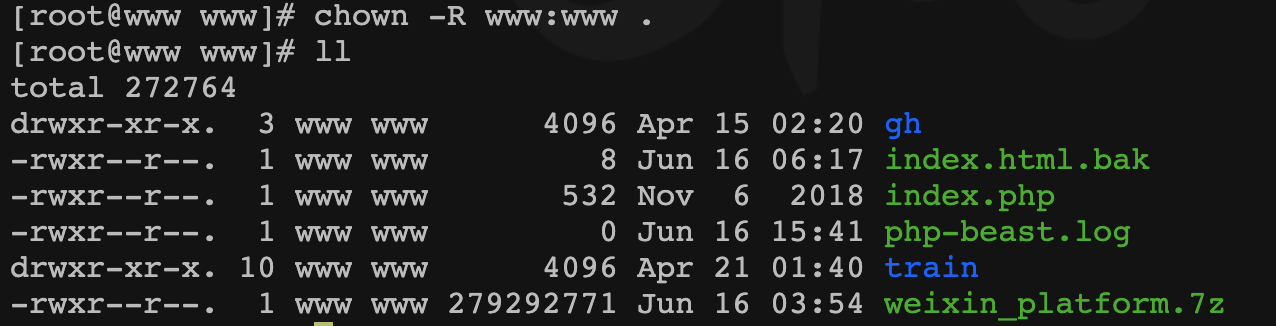 [root@www www]# chown -R www:www .
[root@www www]# ll
total 272764
drwxr-xr-x.  3 www www      4096 Apr 15 02:20 gh
-rwxr--r--.  1 www www         8 Jun 16 06:17 index.html.bak
-rwxr--r--.  1 www www       532 Nov  6  2018 index.php
-rwxr--r--.  1 www www         0 Jun 16 15:41 php-beast.log
drwxr-xr-x. 10 www www      4096 Apr 21 01:40 train
-rwxr--r--.  1 www www 279292771 Jun 16 03:54 weixin_platform.7z